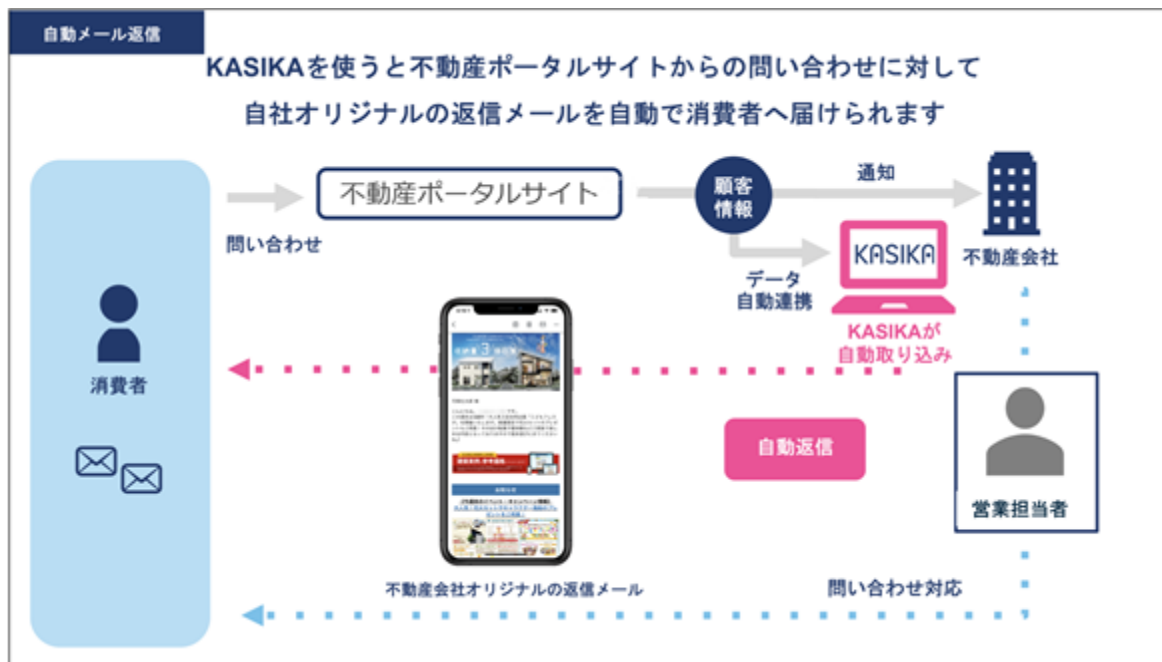 自動メール返信
KASIKAを使うと不動産ポータルサイトからの問い合わせに対して
自社オリジナルの返信メールを自動で消費者へ届けられます
不動産ポータルサイト
問い合わせ
顧客
情報
通知
不動産会社
KASIKA
データ
自動連携
KASIKAが
自動取り込み
消費者
自動返信
営業担当者
不動産会社オリジナルの返信メール
問い合わせ対応